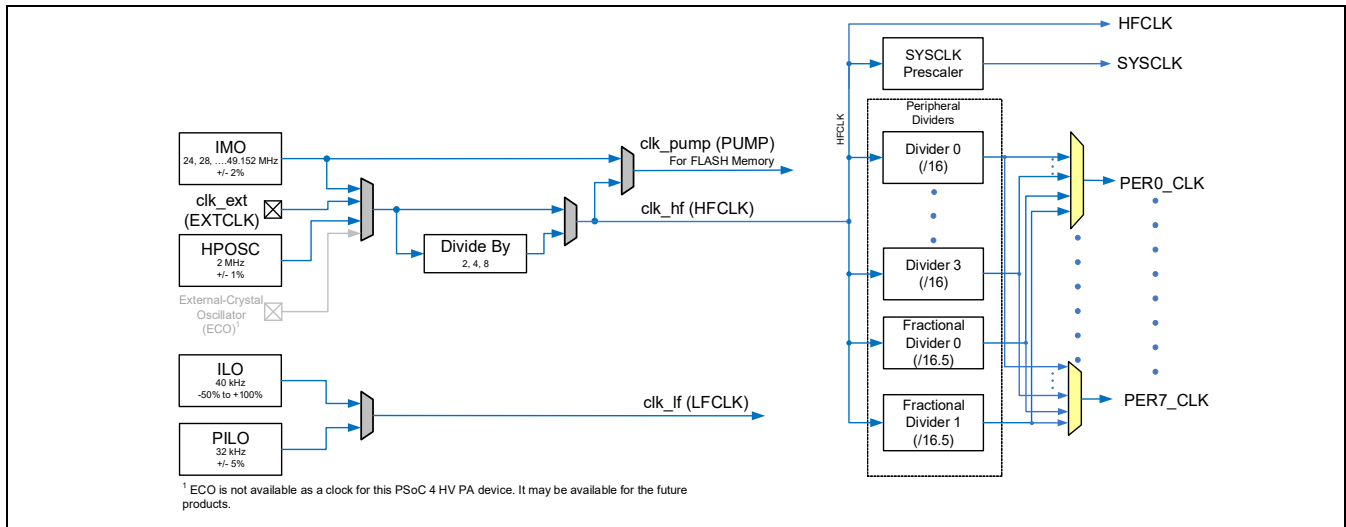 HFCLK
SYSCLK
Prescaler
SYSCLK
Peripheral
Dividers
HFCLK
IMO
24, 28, ....49.152 MHz
+/- 2%
clk_pump (PUMP)
For FLASH Memory
Divider 0
(/16)
PER0_CLK
clk_ext
(EXTCLK)
clk_hf (HFCLK)
HPOSC
2 MHz
+/- 1%
Divide By
2, 4, 8
Divider 3
(/16)
External-Crystal
Oscillator
(ECO)1
Fractional
Divider 0
(/16.5)
ILO
40 kHz
-50% to +100%
clk_lf (LFCLK)
Fractional
Divider 1
(/16.5)
PER7_CLK
PILO
32 kHz
+/- 5%
1 ECO is not available as a clock for this PSoC 4 HV PA device. It may be available for the future
products.